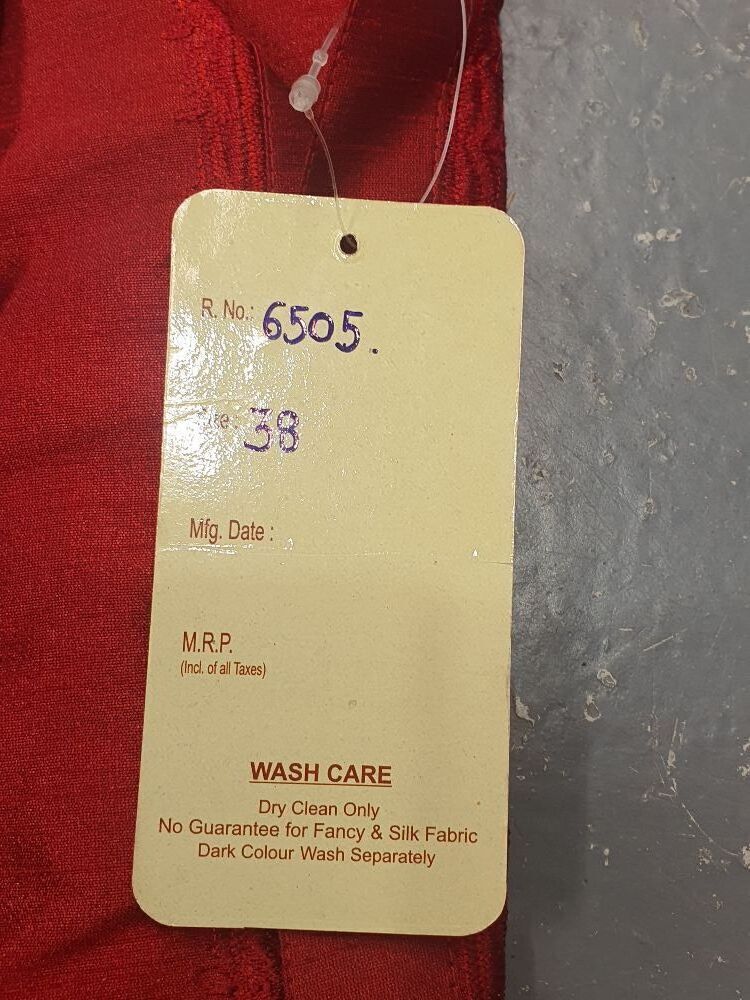 R. No.: 6505.
Size : 38
Mfg. Date :
M.R.P.
(Incl. of all Taxes)
WASH CARE
Dry Clean Only
No Guarantee for Fancy & Silk Fabric
Dark Colour Wash Separately